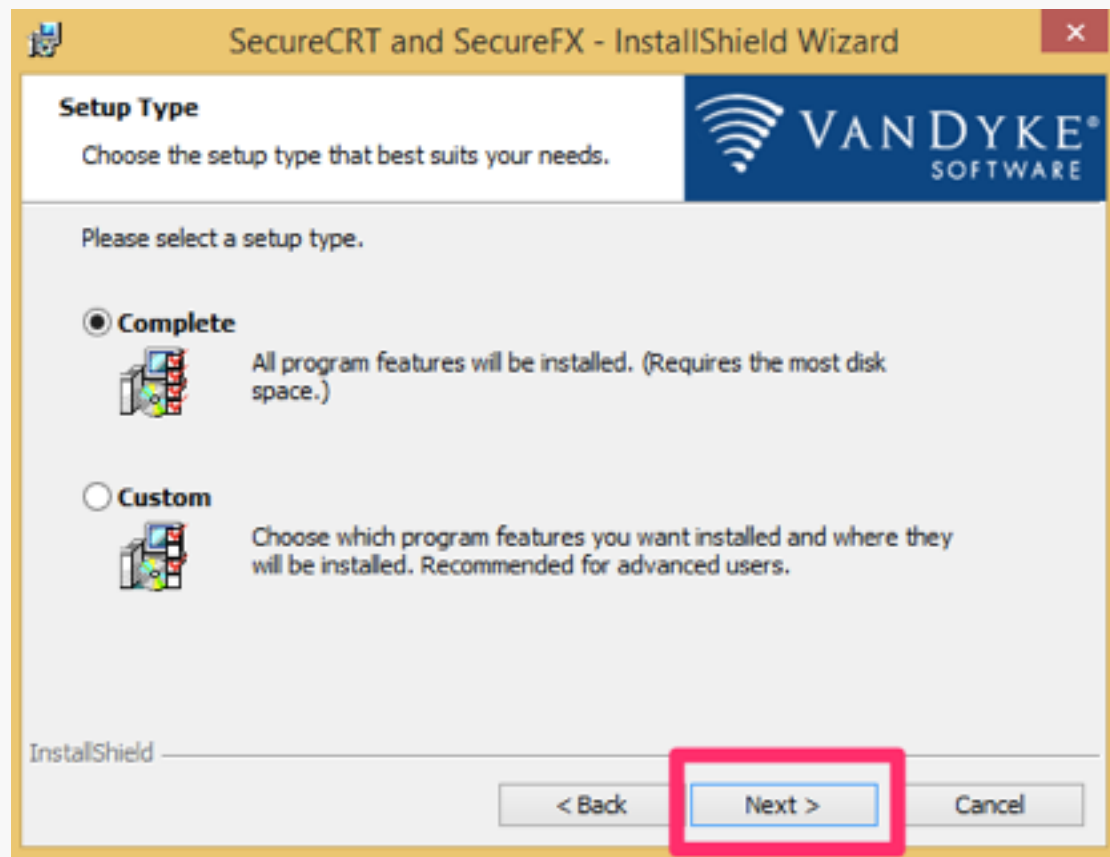 SecureCRT and SecureFX - InstallShield Wizard
Setup Type
Choose the setup type that best suits your needs.
VANDYKE®
SOFTWARE
Please select a setup type.
Complete
All program features will be installed. (Requires the most disk
space.)
Custom
Choose which program features you want installed and where they
will be installed. Recommended for advanced users.
InstallShield
< Back
Next >
Cancel